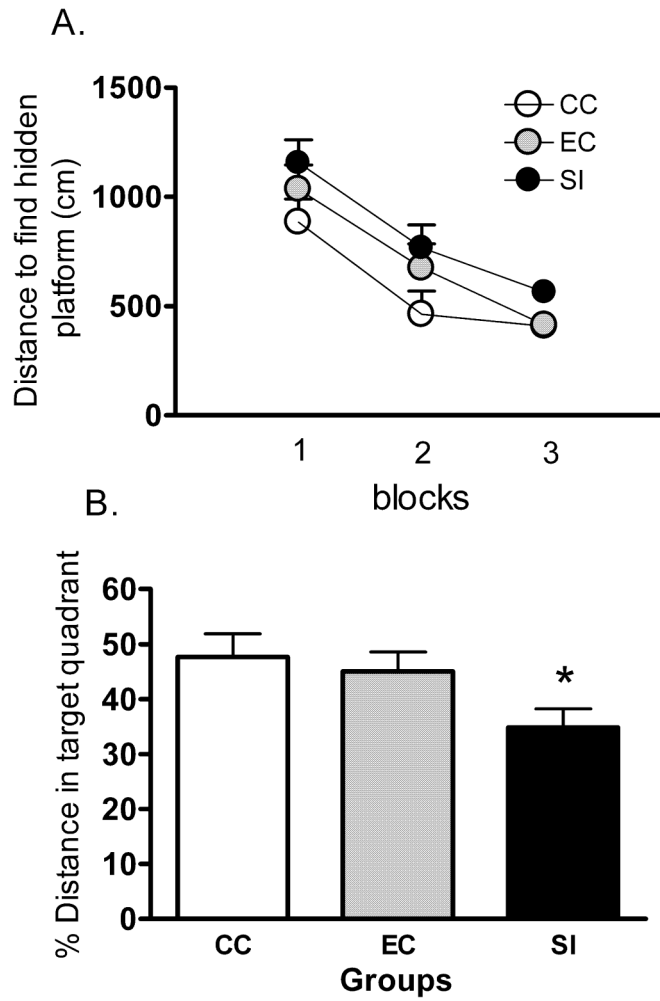 A.
Distance to find hidden
platform (cm)
1500
1000
500
0
CC
EC
SI
1 2 3
blocks
B.
% Distance in target quadrant
60
50
40
30
20
10
0
*
CC EC SI
Groups